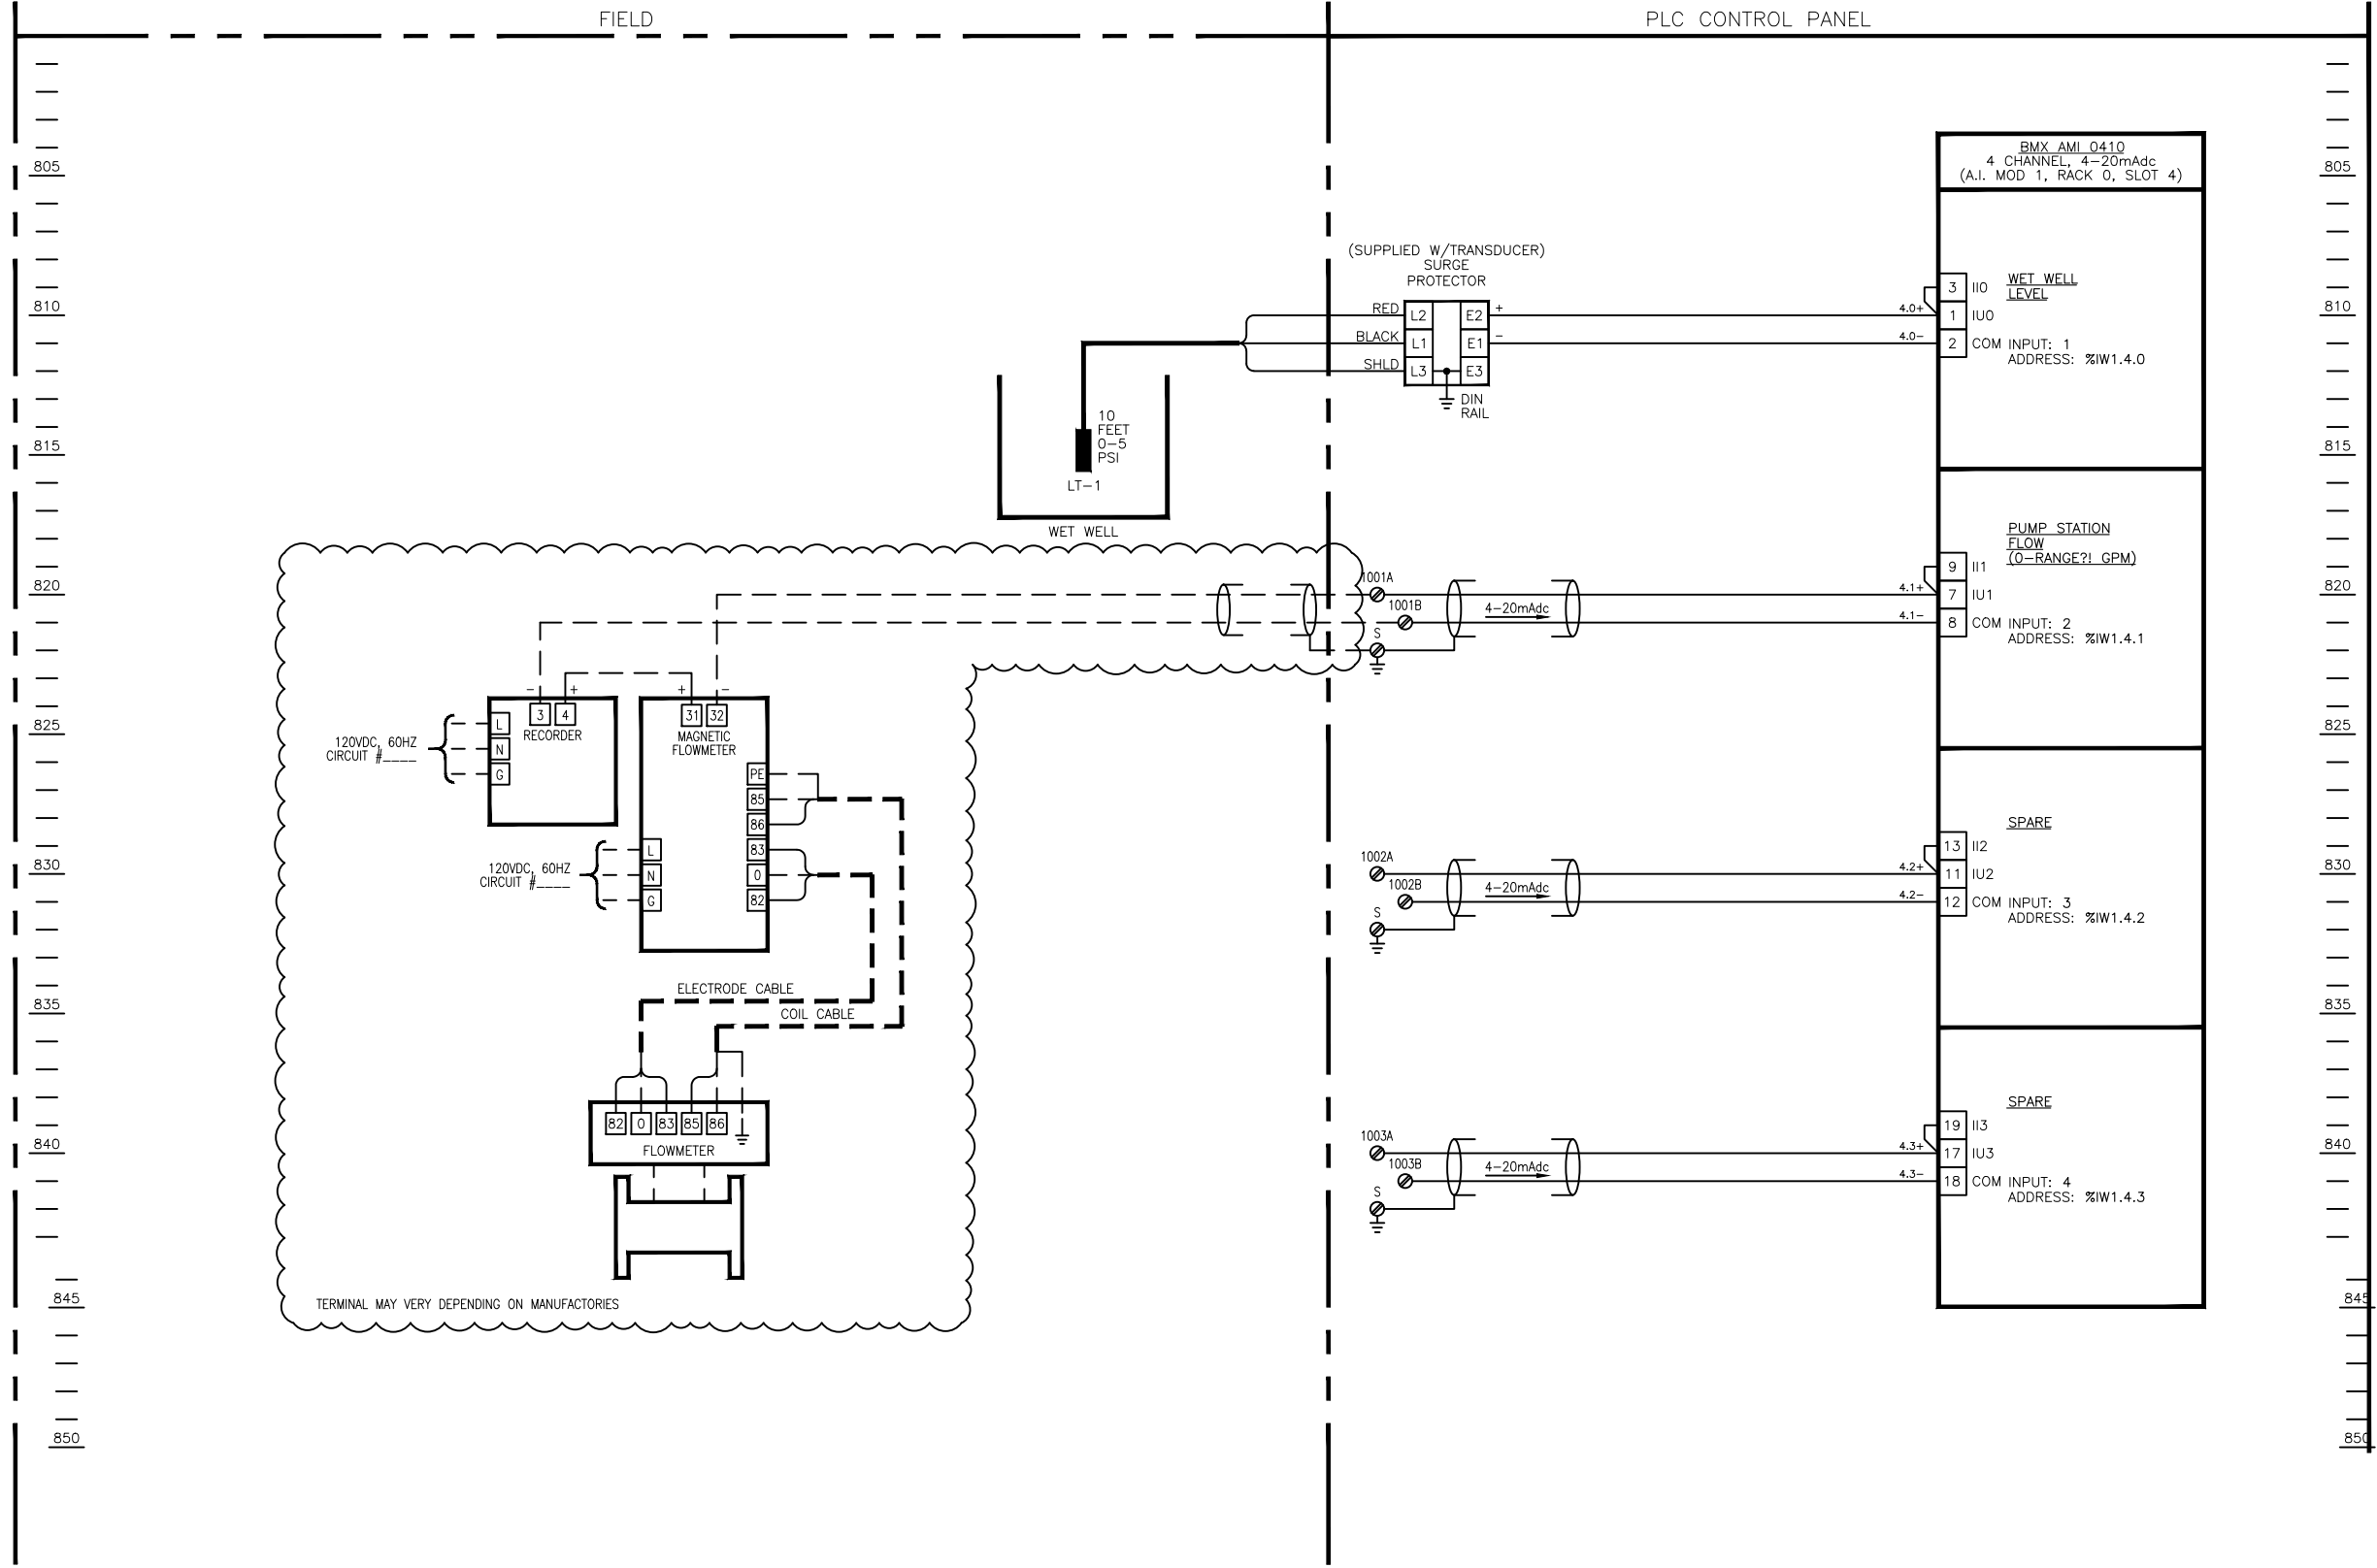 FIELD
PLC CONTROL PANEL
805
810
815
820
825
830
835
840
845
850
805
810
815
820
825
830
835
840
845
850
BMX AMI 0410
4 CHANNEL, 4-20mAdc
(A.I. MOD 1, RACK 0, SLOT 4)
(SUPPLIED W/TRANSDUCER)
SURGE
PROTECTOR
RED
BLACK
SHLD
L2
L1
L3
E2
E1
E3
+
-
DIN
RAIL
4.0+
4.0-
3 II0
1 IU0
2 COM
WET WELL
LEVEL
INPUT: 1
ADDRESS: %IW1.4.0
10
FEET
0-5
PSI
LT-1
WET WELL
1001A
1001B
S
4-20mAdc
4.1+
4.1-
9 II1
7 IU1
8 COM
PUMP STATION
FLOW
(0-RANGE?! GPM)
INPUT: 2
ADDRESS: %IW1.4.1
- +
3 4
RECORDER
L
N
G
120VDC, 60HZ
CIRCUIT #____
+ -
31 32
MAGNETIC
FLOWMETER
PE
85
86
83
0
82
L
N
G
120VDC, 60HZ
CIRCUIT #____
1002A
1002B
S
4-20mAdc
4.2+
4.2-
13 II2
11 IU2
12 COM
SPARE
INPUT: 3
ADDRESS: %IW1.4.2
ELECTRODE CABLE
COIL CABLE
82 0 83 85 86
FLOWMETER
1003A
1003B
S
4-20mAdc
4.3+
4.3-
19 II3
17 IU3
18 COM
SPARE
INPUT: 4
ADDRESS: %IW1.4.3
TERMINAL MAY VERY DEPENDING ON MANUFACTORIES